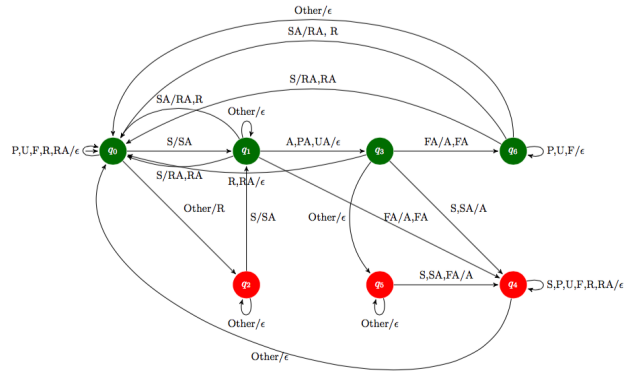 Other/ϵ
SA/RA, R
S/RA,RA
SA/RA,R
Other/ϵ
P,U,F,R,RA/ϵ
q0
S/SA
q1
A,PA,UA/ϵ
q3
FA/A,FA
q6
P,U,F/ϵ
S/RA,RA
R,RA/ϵ
Other/R
S/SA
Other/ϵ
FA/A,FA
S,SA/A
q2
q5
S,SA,FA/A
q4
S,P,U,F,R,RA/ϵ
Other/ϵ
Other/ϵ
Other/ϵ